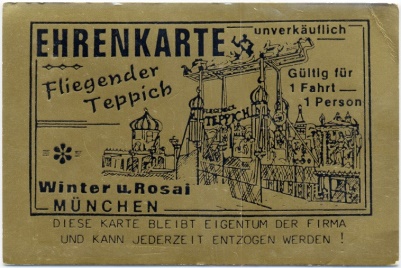 EHRENKARTE
unverkäuflich
Fliegender
Teppich
Gültig für
1 Fahrt
1 Person
TEPPICH
Winter u. Rosai
MÜNCHEN
DIESE KARTE BLEIBT EIGENTUM DER FIRMA
UND KANN JEDERZEIT ENTZOGEN WERDEN !